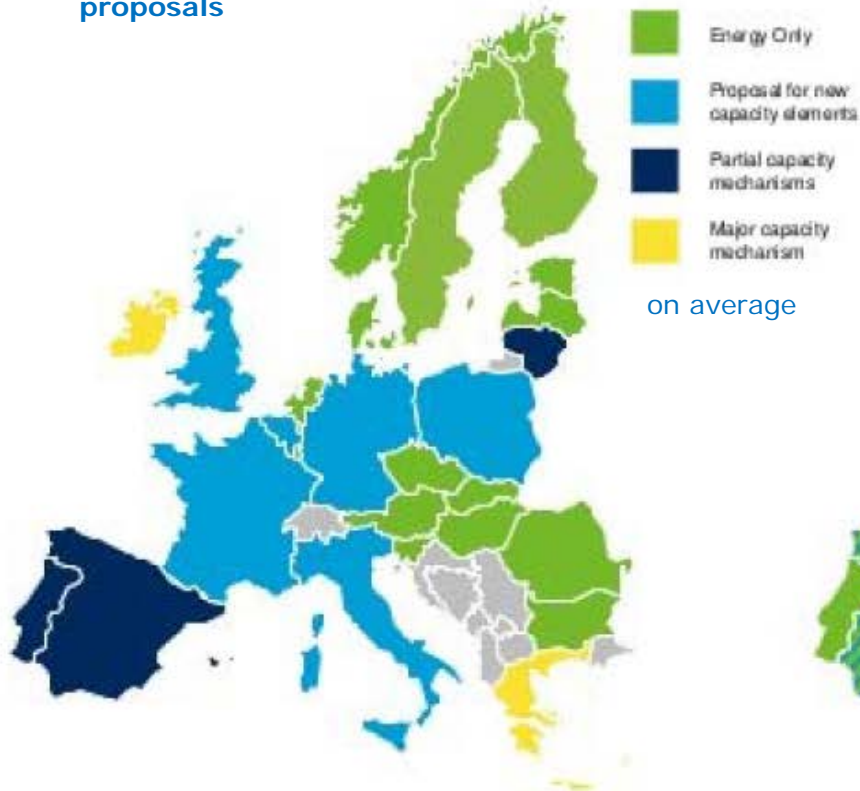 proposals
Energy Only
Proposal for new
capacity elements
Partial capacity
mechanisms
Major capacity
mechanism
on average